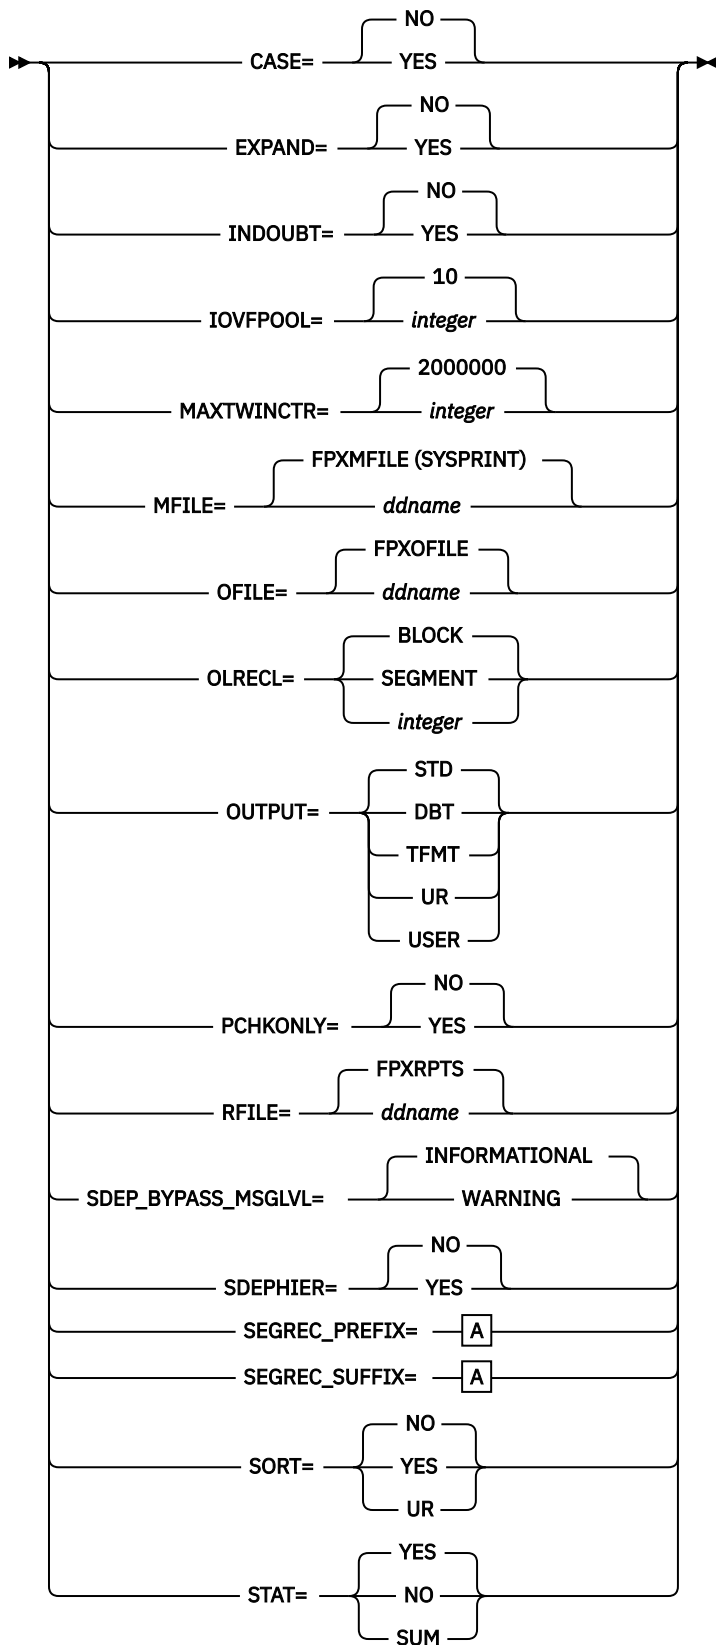 NO
CASE= YES
NO
EXPAND= YES
NO
INDOUBT= YES
10
IOVFPOOL= integer
2000000
MAXTWINCTR= integer
FPXMFILE (SYSPRINT)
MFILE= ddname
FPXOFILE
OFILE= ddname
BLOCK
OLRECL= SEGMENT
integer
STD
OUTPUT= DBT
TFMT
UR
USER
NO
PCHKONLY= YES
FPXRPTS
RFILE= ddname
INFORMATIONAL
SDEP_BYPASS_MSGLVL= WARNING
NO
SDEPHIER= YES
SEGREC_PREFIX= A
SEGREC_SUFFIX= A
NO
SORT= YES
UR
YES
STAT= NO
SUM